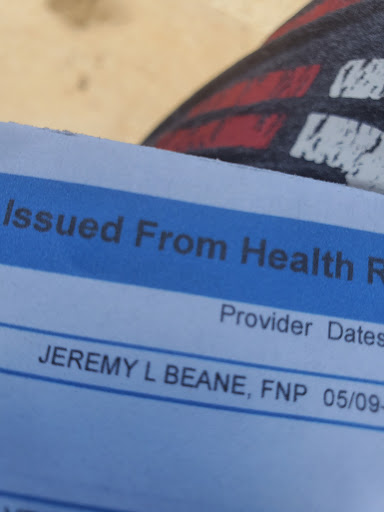 Issued From Health R
Provider Dates
JEREMY L BEANE, FNP 05/09-